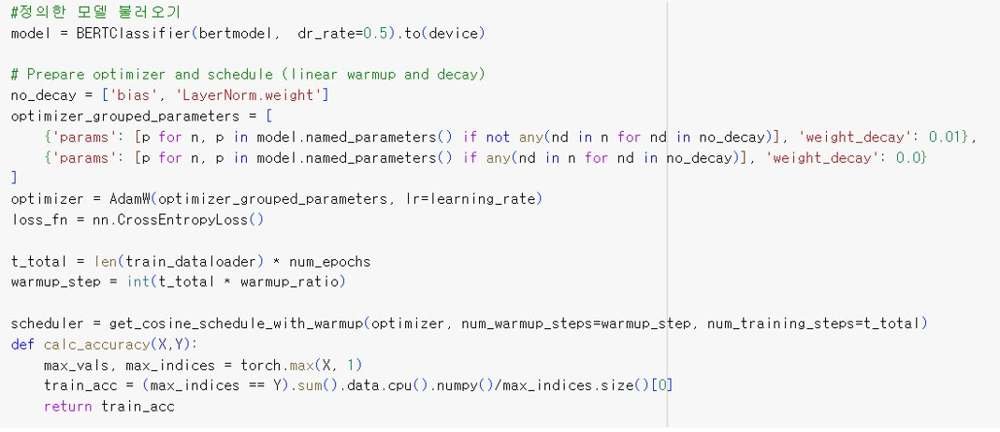 #정의한 모델 불러오기
model = BERTClassifier(bertmodel,  dr_rate=0.5).to(device)
# Prepare optimizer and schedule (linear warmup and decay)
no_decay = ['bias', 'LayerNorm.weight']
optimizer_grouped_parameters = [
    {'params': [p for n, p in model.named_parameters() if not any(nd in n for nd in no_decay)], 'weight_decay': 0.01},
    {'params': [p for n, p in model.named_parameters() if any(nd in n for nd in no_decay)], 'weight_decay': 0.0}
]
optimizer = AdamW(optimizer_grouped_parameters, lr=learning_rate)
loss_fn = nn.CrossEntropyLoss()
t_total = len(train_dataloader) * num_epochs
warmup_step = int(t_total * warmup_ratio)
scheduler = get_cosine_schedule_with_warmup(optimizer, num_warmup_steps=warmup_step, num_training_steps=t_total)
def calc_accuracy(X,Y):
    max_vals, max_indices = torch.max(X, 1)
    train_acc = (max_indices == Y).sum().data.cpu().numpy()/max_indices.size()[0]
    return train_acc